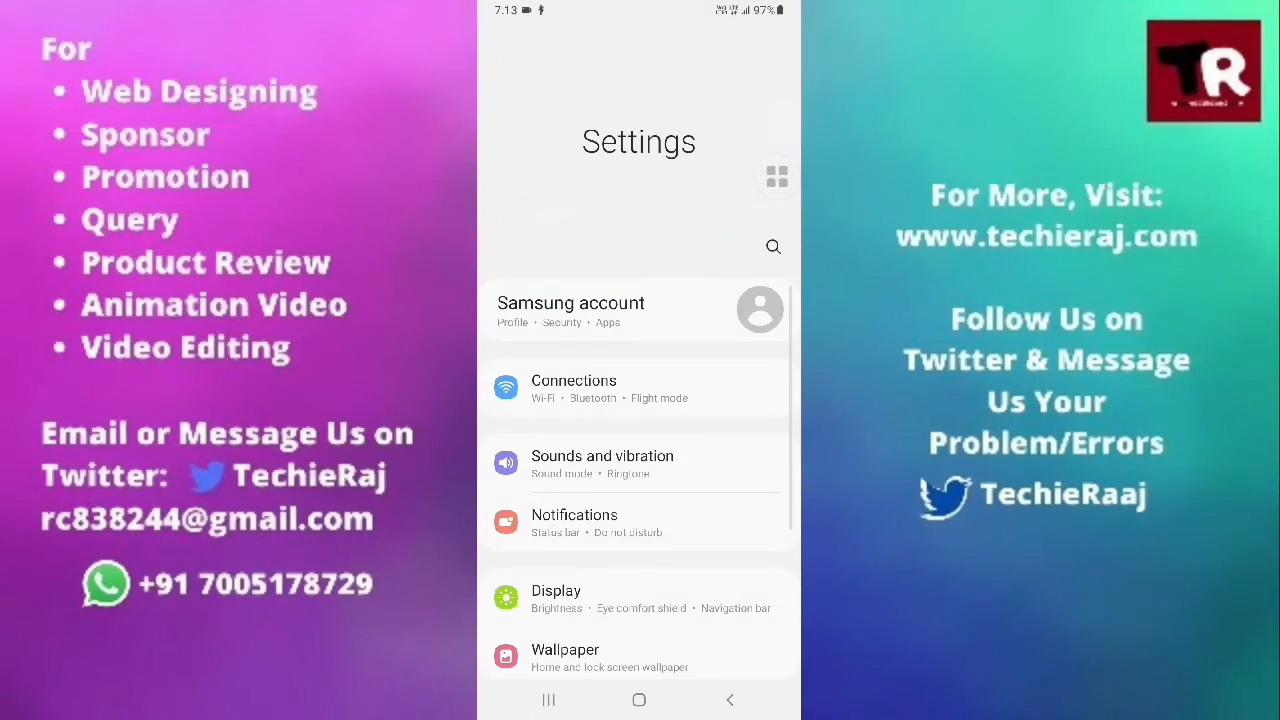 For
• Web Designing
• Sponsor
• Promotion
• Query
• Product Review
• Animation Video
• Video Editing
Email or Message Us on
Twitter: TechieRaj
rc838244@gmail.com
+91 7005178729
7:13
97%
Settings
Samsung account
Profile • Security • Apps
Connections
Wi-Fi • Bluetooth • Flight mode
Sounds and vibration
Sound mode • Ringtone
Notifications
Status bar • Do not disturb
Display
Brightness • Eye comfort shield • Navigation bar
Wallpaper
Home and lock screen wallpaper
TR
For More, Visit:
www.techieraj.com
Follow Us on
Twitter & Message
Us Your
Problem/Errors
TechieRaaj